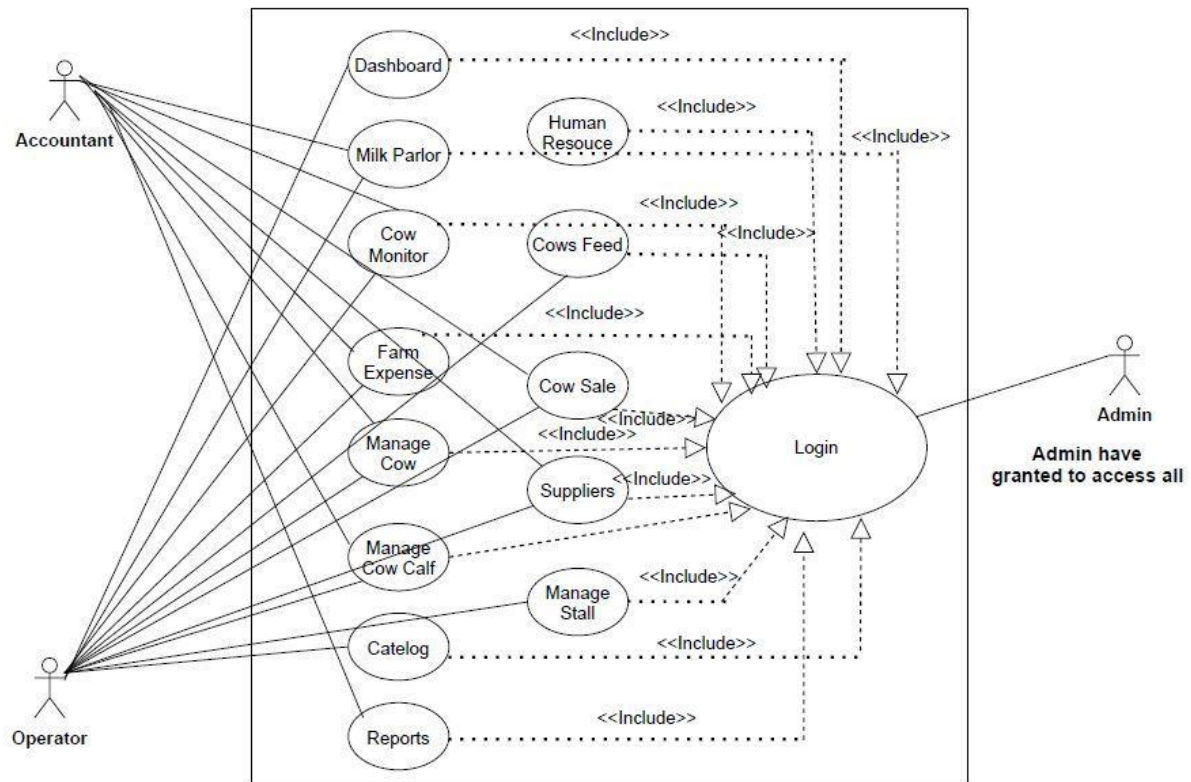 <<Include>>
Dashboard
Accountant
<<Include>>
Human
Resouce
<<Include>>
Milk Parlor
<<Include>>
Cow
Monitor
Cows Feed
<<Include>>
<<Include>>
Farm
Expense
Cow Sale
<<Include>>
Manage
Cow
<<Include>>
Login
Admin
Admin have
granted to access all
Suppliers
<<Include>>
Manage
Cow Calf
<<Include>>
Manage
Stall
Catelog
<<Include>>
Operator
Reports
<<Include>>